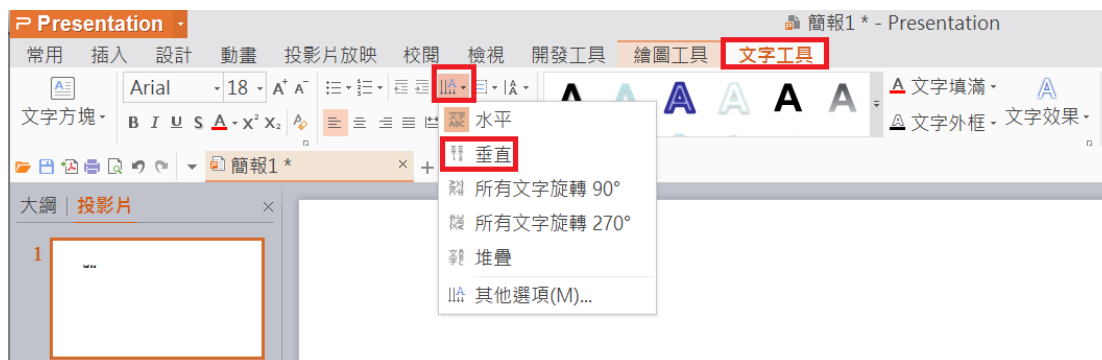 Presentation
簡報1 * - Presentation
常用 插入 設計 動畫 投影片放映 校閱 檢視 開發工具 繪圖工具 文字工具
文字方塊 Arial 18 A⁺ A⁻ A A A A A 文字填滿
B I U S A X² X₂ 文字外框 文字效果
水平
簡報1 * × +
垂直
所有文字旋轉 90°
大綱 | 投影片 ×
所有文字旋轉 270°
1
堆疊
其他選項(M)...